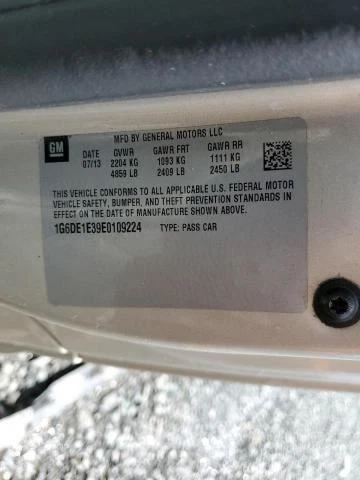 GM
MFD BY GENERAL MOTORS LLC
DATE GVWR GAWR FRT GAWR RR
07/13 2204 KG 1093 KG 1111 KG
4859 LB 2409 LB 2450 LB
THIS VEHICLE CONFORMS TO ALL APPLICABLE U.S. FEDERAL MOTOR
VEHICLE SAFETY, BUMPER, AND THEFT PREVENTION STANDARDS
IN EFFECT ON THE DATE OF MANUFACTURE SHOWN ABOVE.
1G6DE1E39E0109224 TYPE: PASS CAR